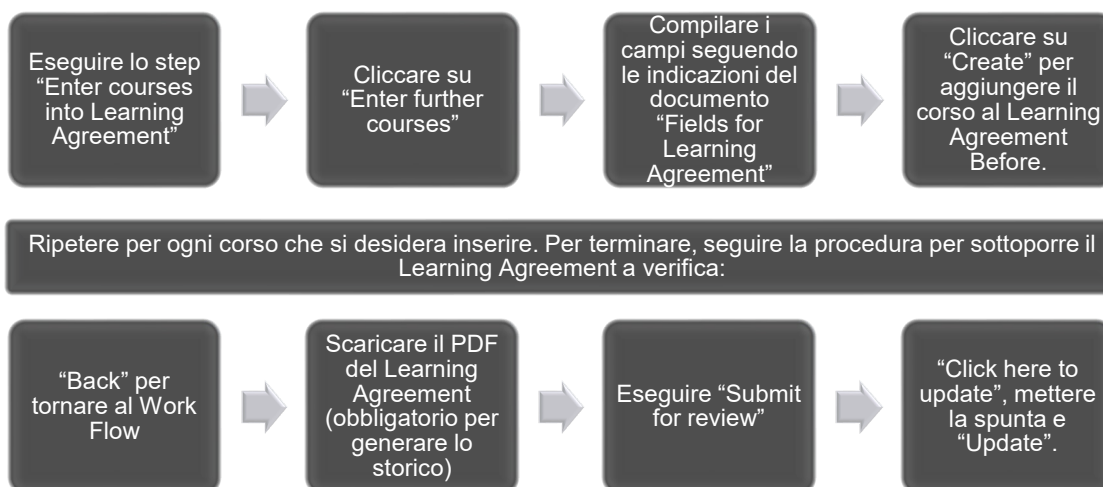 Eseguire lo step
“Enter courses
into Learning
Agreement”
Cliccare su
“Enter further
courses”
Compilare i
campi seguendo
le indicazioni del
documento
“Fields for
Learning
Agreement”
Cliccare su
“Create” per
aggiungere il
corso al Learning
Agreement
Before.
Ripetere per ogni corso che si desidera inserire. Per terminare, seguire la procedura per sottoporre il
Learning Agreement a verifica:
“Back” per
tornare al Work
Flow
Scaricare il PDF
del Learning
Agreement
(obbligatorio per
generare lo
storico)
Eseguire “Submit
for review”
“Click here to
update”, mettere
la spunta e
“Update”.